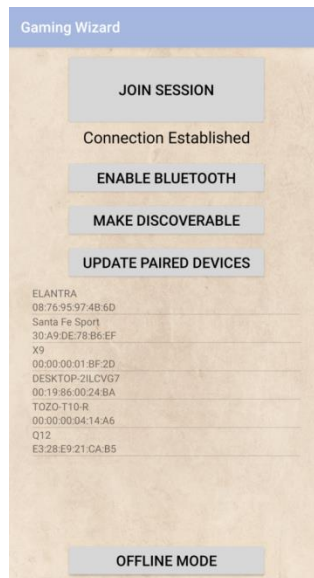 Gaming Wizard
JOIN SESSION
Connection Established
ENABLE BLUETOOTH
MAKE DISCOVERABLE
UPDATE PAIRED DEVICES
ELANTRA
08:76:95:97:4B:6D
Santa Fe Sport
30:A9:DE:78:B6:EF
X9
00:00:00:01:BF:2D
DESKTOP-2ILCVG7
00:19:86:00:24:BA
TOZO-T10-R
00:00:00:04:14:A6
Q12
E3:28:E9:21:CA:B5
OFFLINE MODE